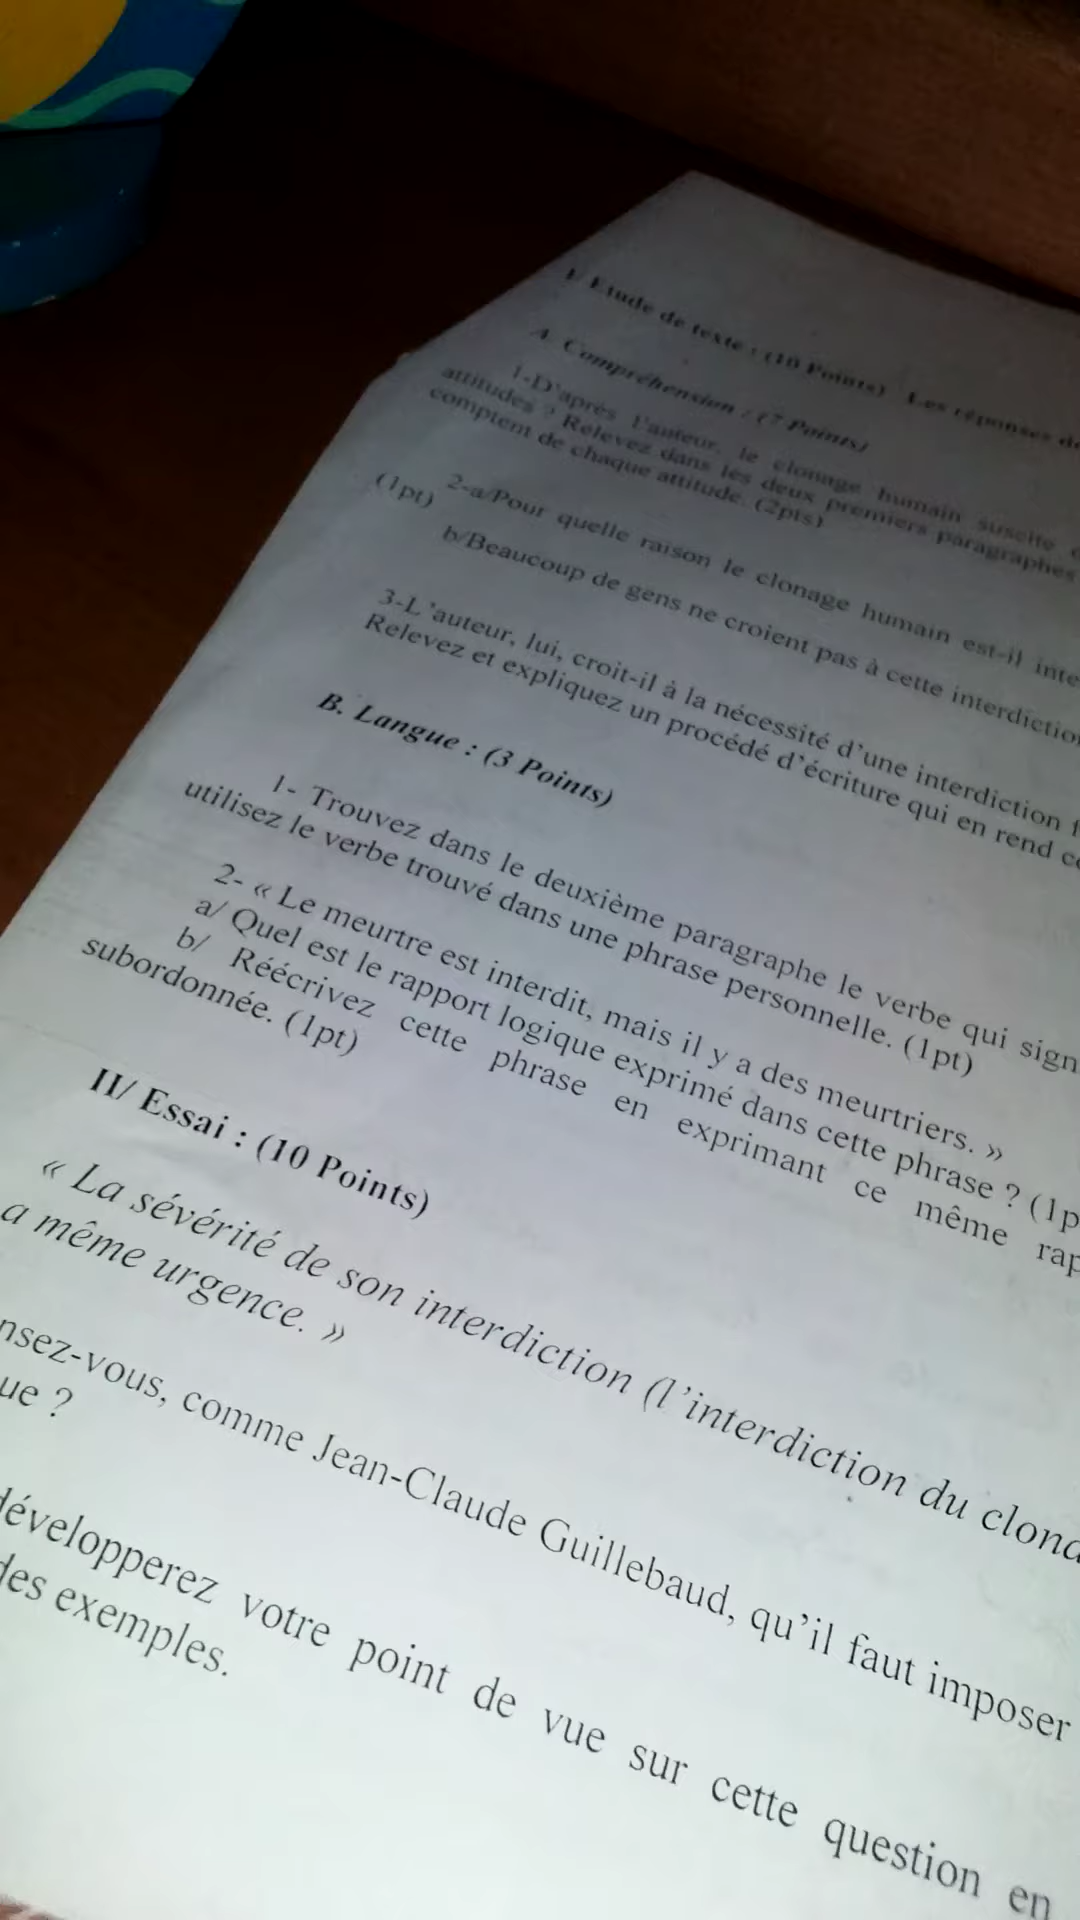 I/ Etude de texte : (10 Points) Les réponses
A. Compréhension : (7 Points)
1-D'après l'auteur, le clonage humain suscite
attitudes ? Relevez dans les deux premiers paragraphes
comptent de chaque attitude. (2pts)
2-a/Pour quelle raison le clonage humain est-il inte
(1pt)
b/Beaucoup de gens ne croient pas à cette interdiction
3-L'auteur, lui, croit-il à la nécessité d'une interdiction f
Relevez et expliquez un procédé d'écriture qui en rend c
B. Langue : (3 Points)
1- Trouvez dans le deuxième paragraphe le verbe qui sign
utilisez le verbe trouvé dans une phrase personnelle. (1pt)
2- « Le meurtre est interdit, mais il y a des meurtriers. »
a/ Quel est le rapport logique exprimé dans cette phrase ? (1p
b/ Réécrivez cette phrase en exprimant ce même rap
subordonnée. (1pt)
II/ Essai : (10 Points)
« La sévérité de son interdiction (l'interdiction du clona
a même urgence. »
nsez-vous, comme Jean-Claude Guillebaud, qu'il faut imposer
ue ?
développerez votre point de vue sur cette question en
des exemples.